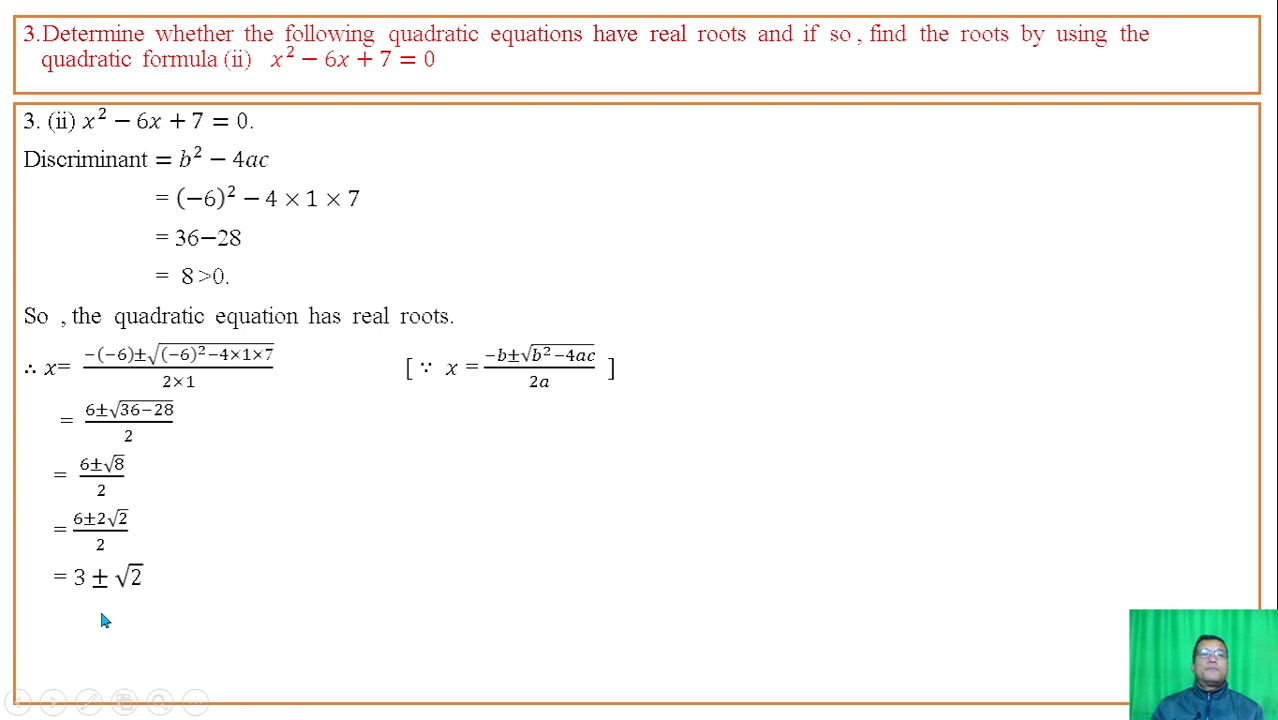 3.Determine whether the following quadratic equations have real roots and if so , find the roots by using the
quadratic formula (ii) x² − 6x + 7 = 0
3. (ii) x² − 6x + 7 = 0.
Discriminant = b² − 4ac
= (−6)² − 4 × 1 × 7
= 36−28
= 8 >0.
So , the quadratic equation has real roots.
∴ x= (−(−6)±√((−6)²−4×1×7))/(2×1) [ ∵ x = (−b±√(b²−4ac))/(2a) ]
= (6±√(36−28))/2
= (6±√8)/2
= (6±2√2)/2
= 3 ± √2